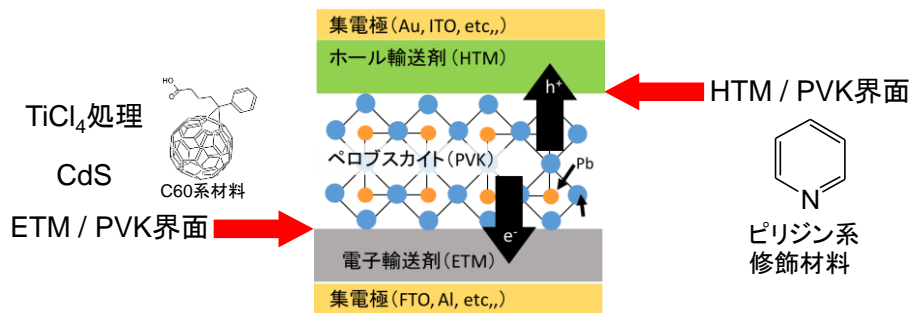 集電極(Au, ITO, etc,,)
ホール輸送剤(HTM)
h+
HTM / PVK界面
HO
O
TiCl4処理
CdS
C60系材料
ペロブスカイト(PVK)
Pb
N
ピリジン系
修飾材料
ETM / PVK界面
e-
電子輸送剤(ETM)
集電極(FTO, Al, etc,,)